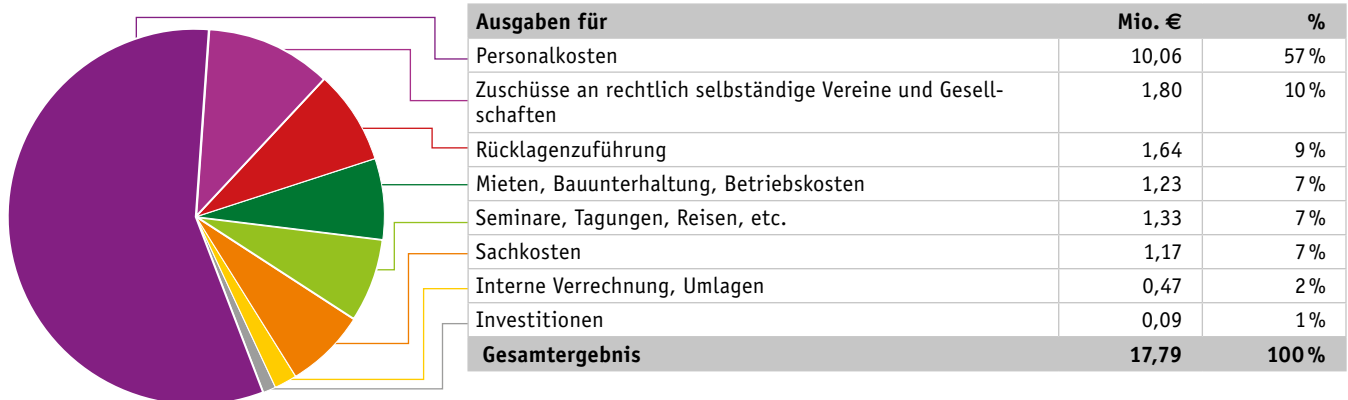 Ausgaben für Mio. € %
Personalkosten 10,06 57 %
Zuschüsse an rechtlich selbständige Vereine und Gesell- 1,80 10 %
schaften
Rücklagenzuführung 1,64 9 %
Mieten, Bauunterhaltung, Betriebskosten 1,23 7 %
Seminare, Tagungen, Reisen, etc. 1,33 7 %
Sachkosten 1,17 7 %
Interne Verrechnung, Umlagen 0,47 2 %
Investitionen 0,09 1 %
Gesamtergebnis 17,79 100 %